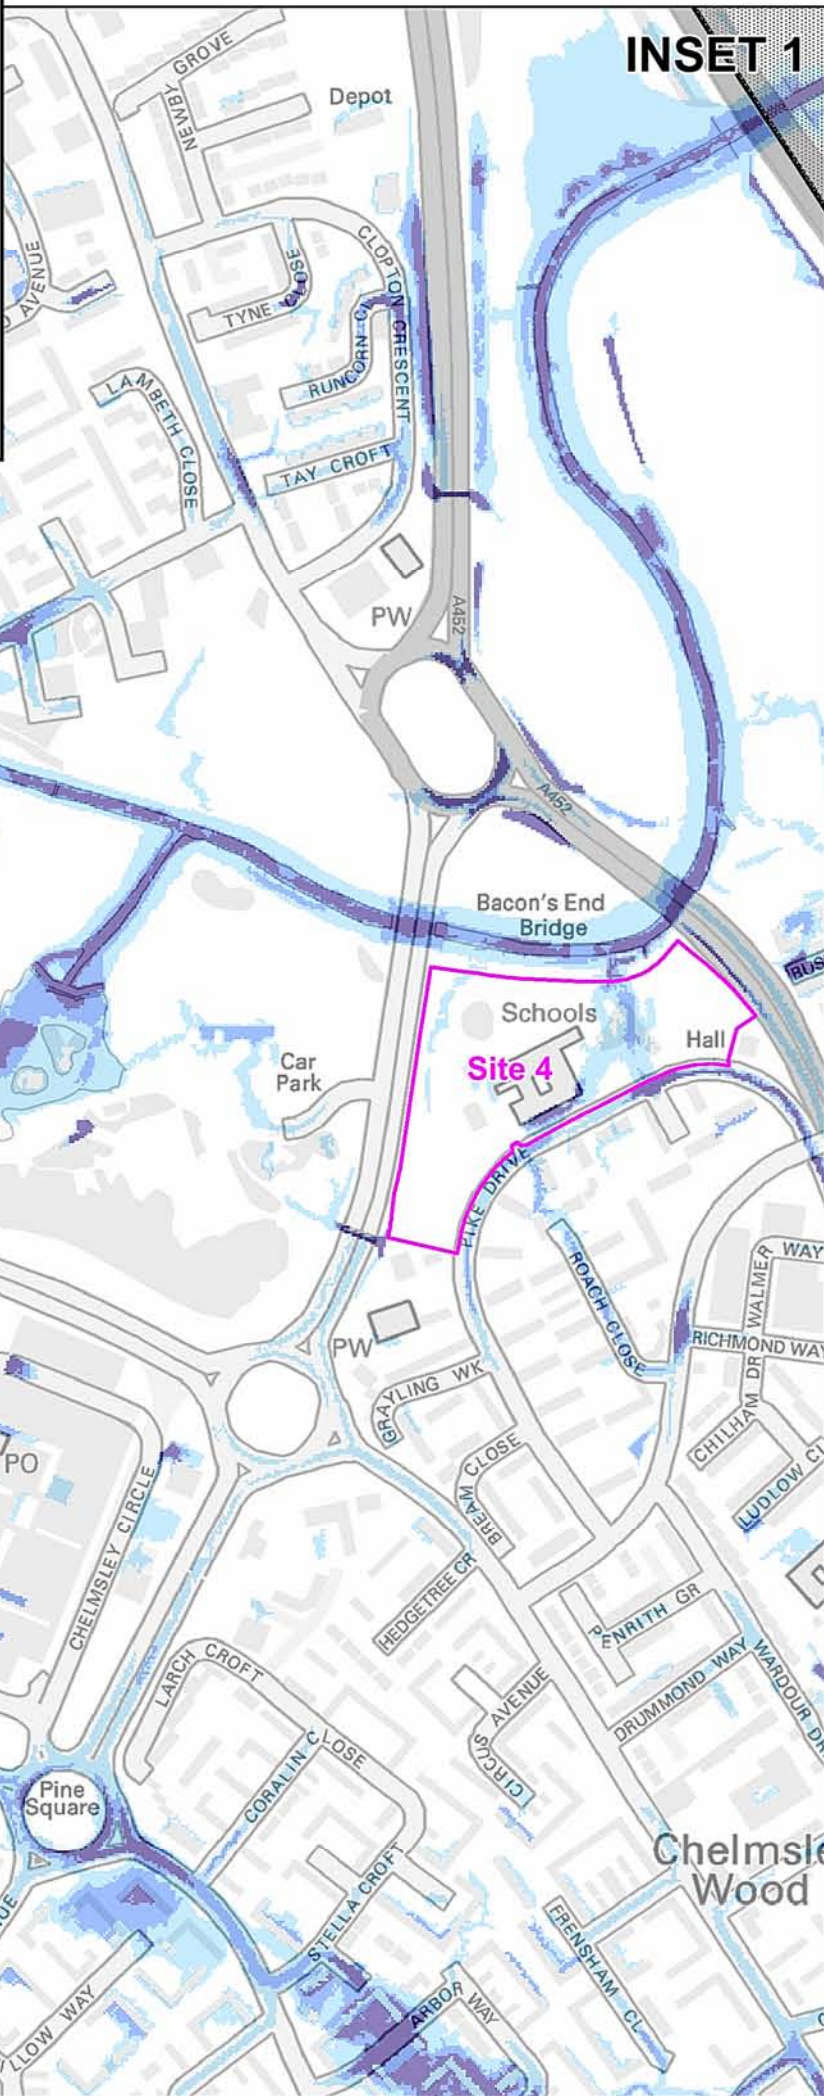 INSET 1
GROVE
NEWBY
Depot
AVENUE
CLOPTON CRESCENT
TYNE CLOSE
RUNCORN CL
LAMBETH CLOSE
TAY CROFT
PW
A452
A452
Bacon's End
Bridge
Schools
Hall
Site 4
Car
Park
PIKE DRIVE
ROACH CLOSE
WAY
WALMER
RICHMOND WAY
CHILHAM DR
LUDLOW
PW
GRAYLING WK
PO
CHELMSLEY CIRCLE
BREAM CLOSE
HEDGETREE CR
PENRITH GR
DRUMMOND WAY
WARDOUR DR
LARCH CROFT
CIRCUS AVENUE
CORALIN CLOSE
Pine
Square
STELLA CROFT
Chelmsle
Wood
FRENSHAM CL
ARBOR WAY
LLOW WAY